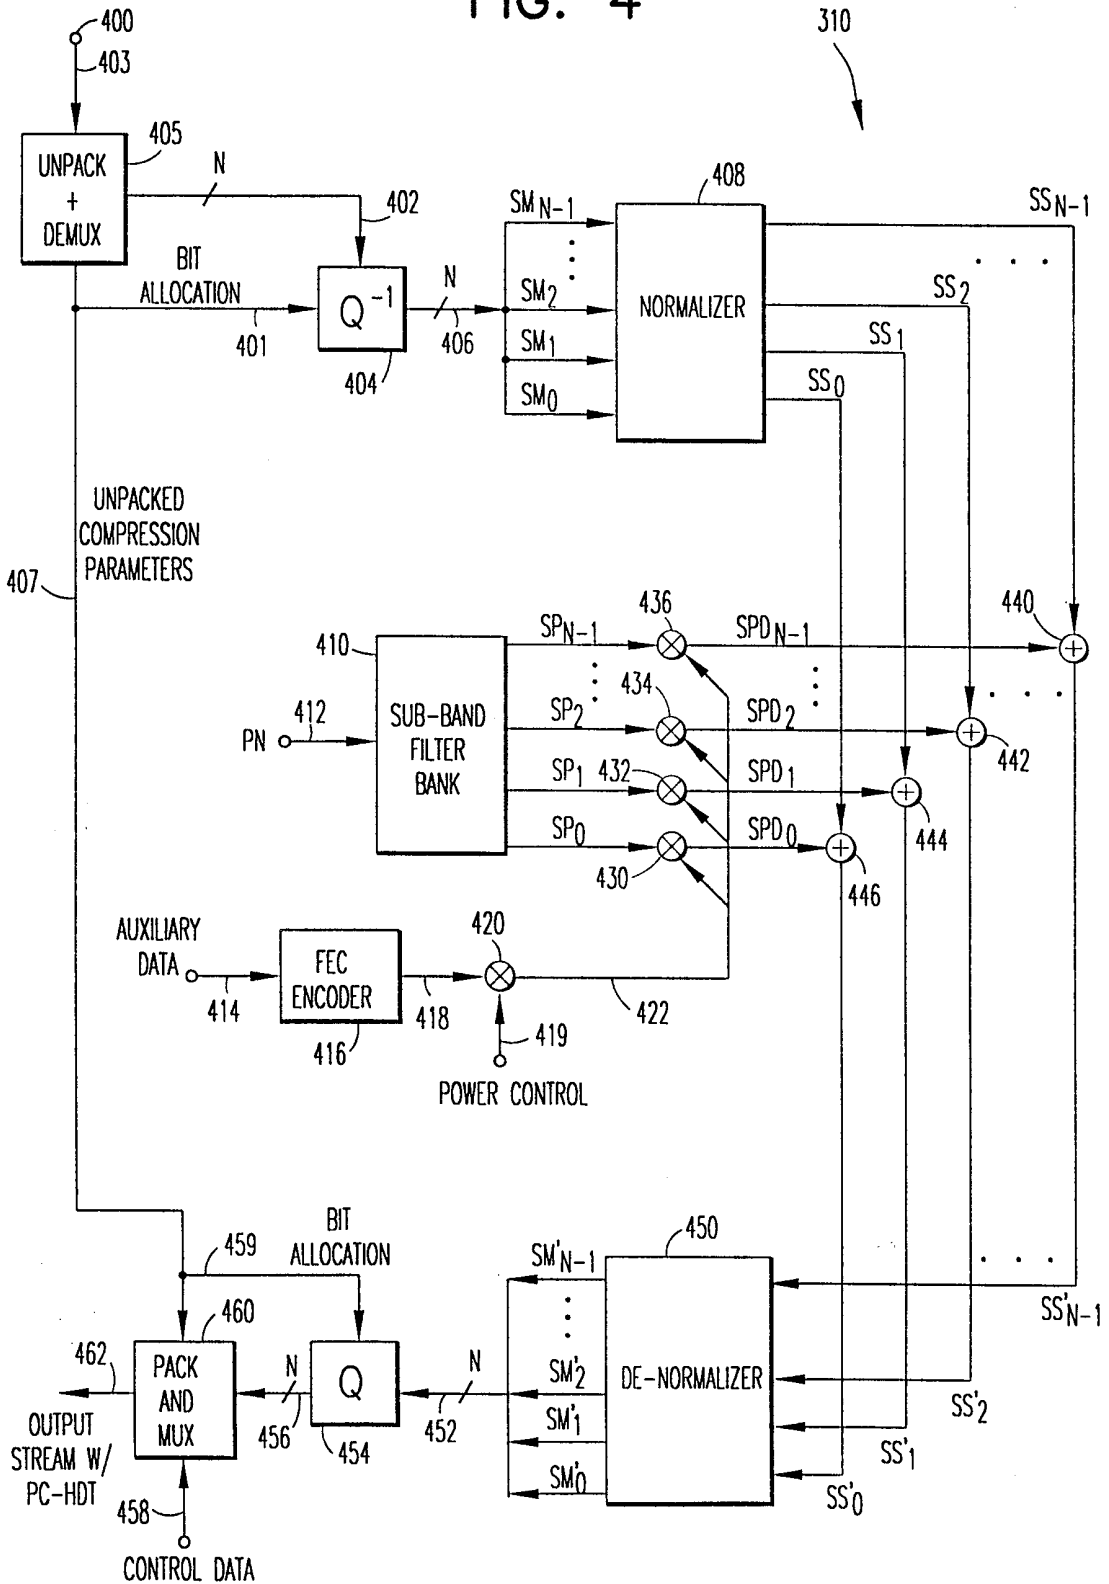 FIG. 4
400
310
403
405
UNPACK
+
DEMUX
N
402
408
SM N-1
SS N-1
BIT
ALLOCATION
Q -1
N
SM2
NORMALIZER
SS2
401
406
SM1
SS1
404
SM0
SS0
UNPACKED
COMPRESSION
PARAMETERS
407
436
440
410
SP N-1
SPD N-1
434
SUB-BAND
FILTER
BANK
PN
412
SP2
SPD2
442
SP1
432
SPD1
444
SP0
430
SPD0
446
AUXILIARY
DATA
420
FEC
ENCODER
414
418
422
416
419
POWER CONTROL
BIT
ALLOCATION
450
459
SM' N-1
SS' N-1
460
462
PACK
AND
MUX
N
Q
N
SM'2
DE-NORMALIZER
SS'2
OUTPUT
STREAM W/
PC-HDT
456
454
452
SM'1
SS'1
SM'0
SS'0
458
CONTROL DATA